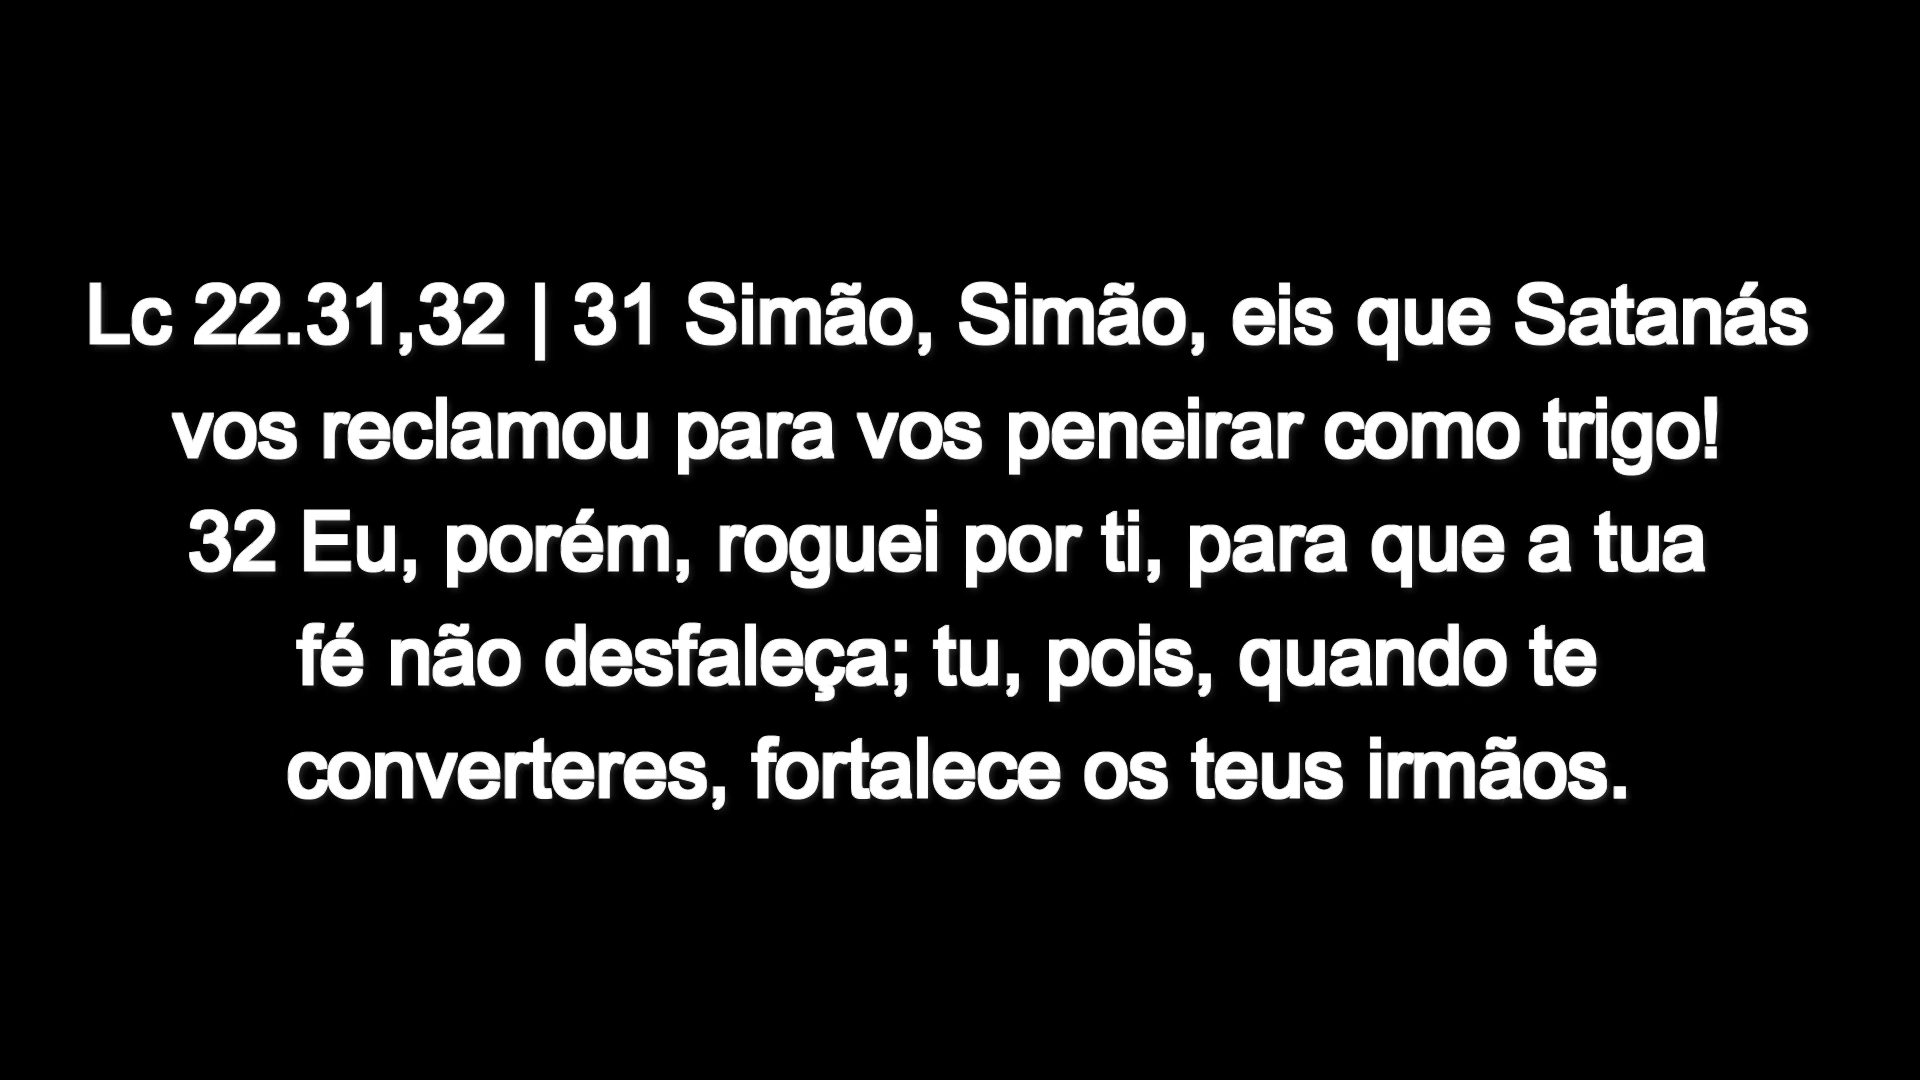 Lc 22.31,32 | 31 Simão, Simão, eis que Satanás
vos reclamou para vos peneirar como trigo!
32 Eu, porém, roguei por ti, para que a tua
fé não desfaleça; tu, pois, quando te
converteres, fortalece os teus irmãos.